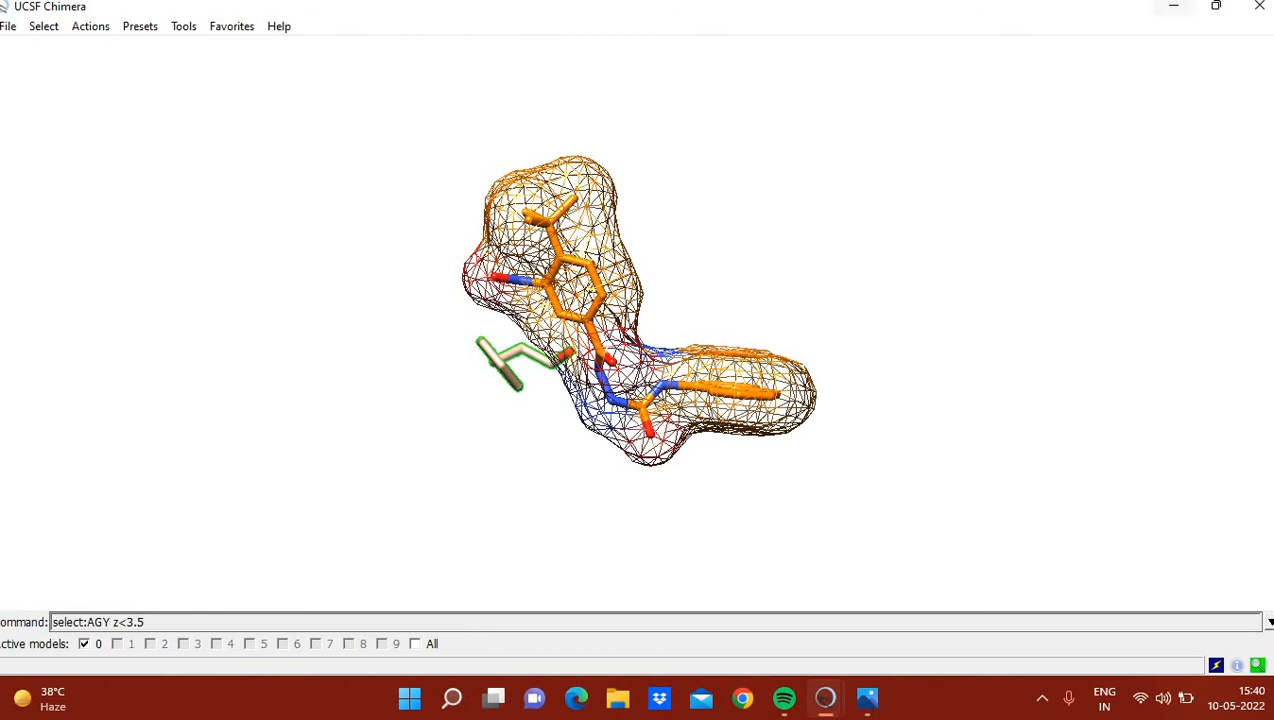 UCSF Chimera
File Select Actions Presets Tools Favorites Help
ommand: select:AGY z<3.5
ctive models: 0 1 2 3 4 5 6 7 8 9 All
38°C ENG 15:40
Haze IN 10-05-2022